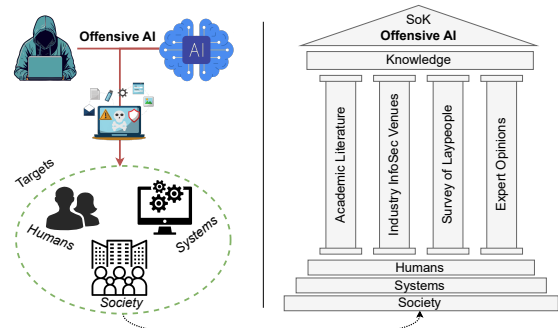 Offensive AI
AI
Targets
Humans
Systems
Society
SoK
Offensive AI
Knowledge
Academic Literature
Industry InfoSec Venues
Survey of Laypeople
Expert Opinions
Humans
Systems
Society